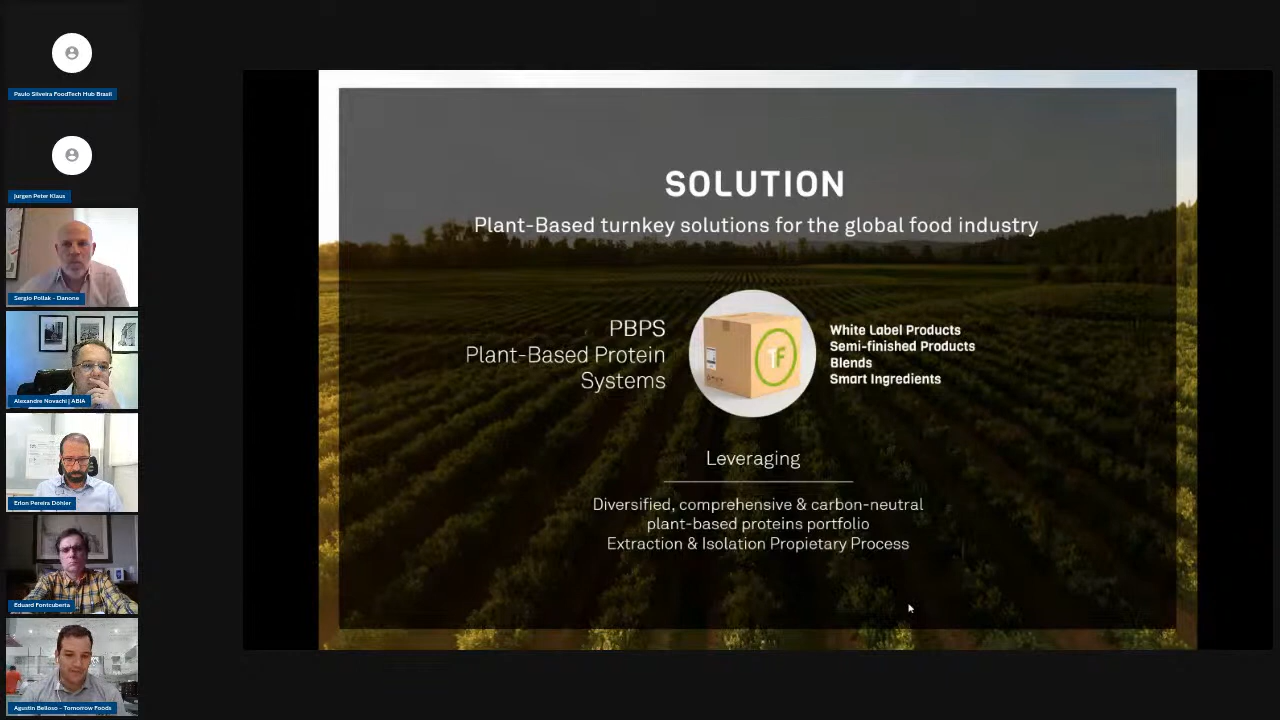 Paulo Silveira FoodTech Hub Brasil
Jurgen Peter Klaus
Sergio Pollak - Danone
Alexandre Novachi | ABIA
Erlon Pereira Döhler
Eduard Fontcuberta
Agustin Belloso - Tomorrow Foods
SOLUTION
Plant-Based turnkey solutions for the global food industry
PBPS
Plant-Based Protein
Systems
TF
White Label Products
Semi-finished Products
Blends
Smart Ingredients
Leveraging
Diversified, comprehensive & carbon-neutral
plant-based proteins portfolio
Extraction & Isolation Propietary Process